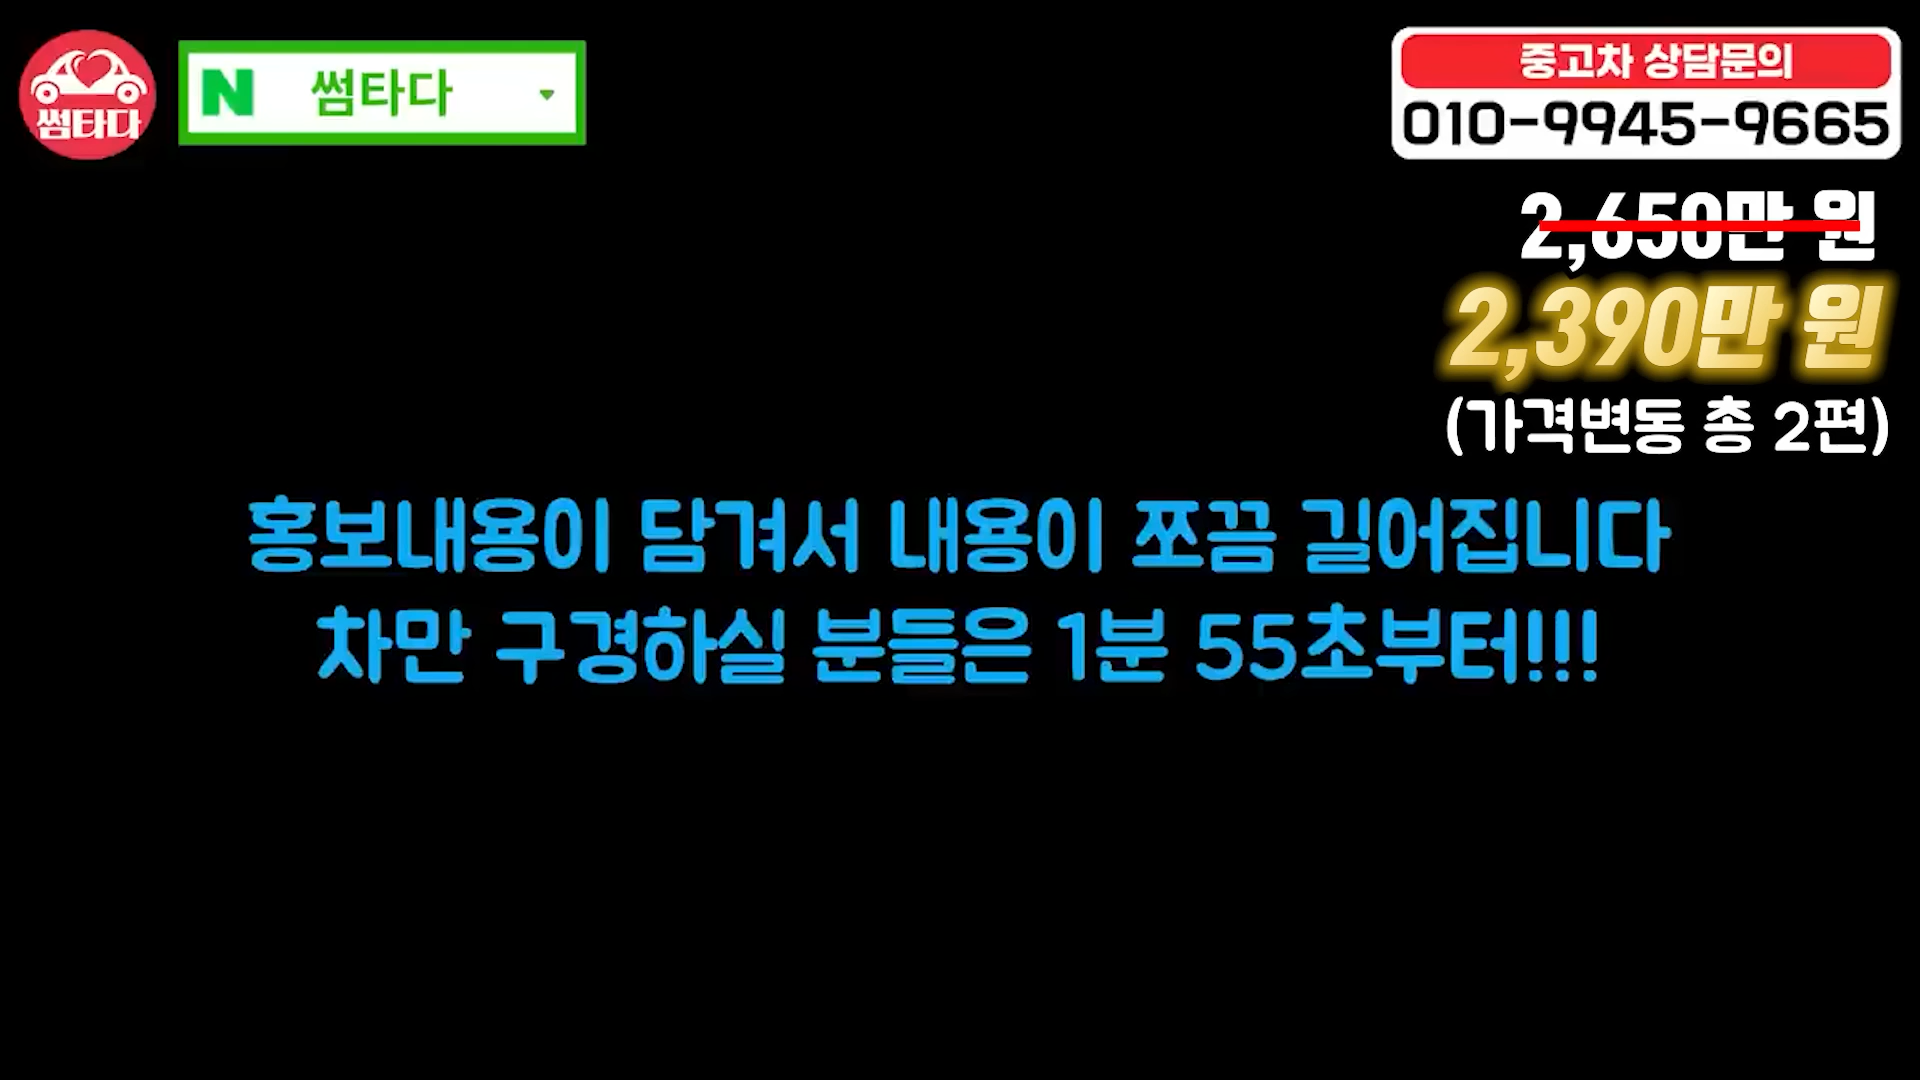 썸타다
N 썸타다
중고차 상담문의
010-9945-9665
2,650만 원
2,390만 원
(가격변동 총 2편)
홍보내용이 담겨서 내용이 쪼끔 길어집니다
차만 구경하실 분들은 1분 55초부터!!!